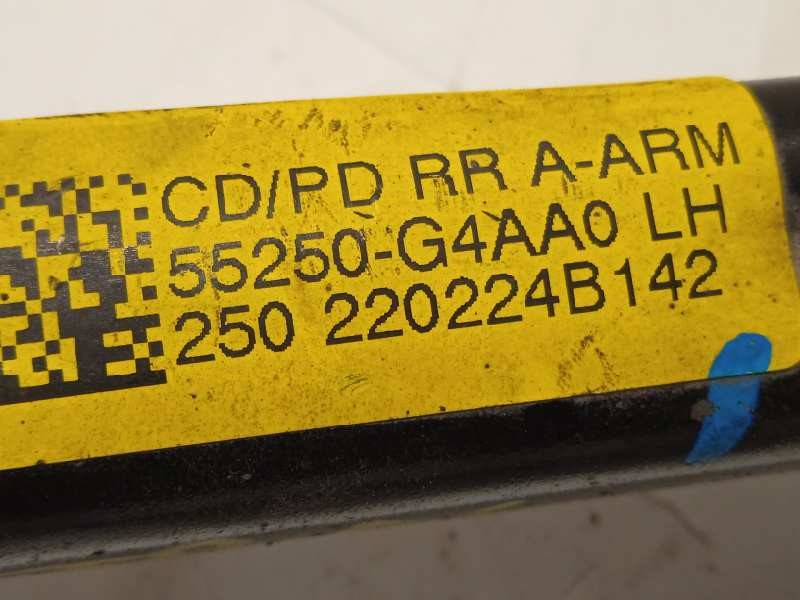 CD/PD RR A-ARM
55250-G4AA0 LH
250 220224B142